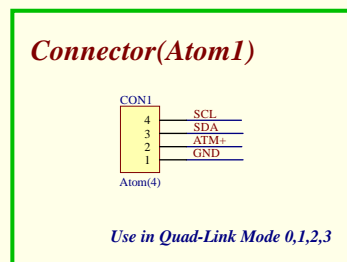 Connector(Atom1)
CON1
4 SCL
3 SDA
2 ATM+
1 GND
Atom(4)
Use in Quad-Link Mode 0,1,2,3